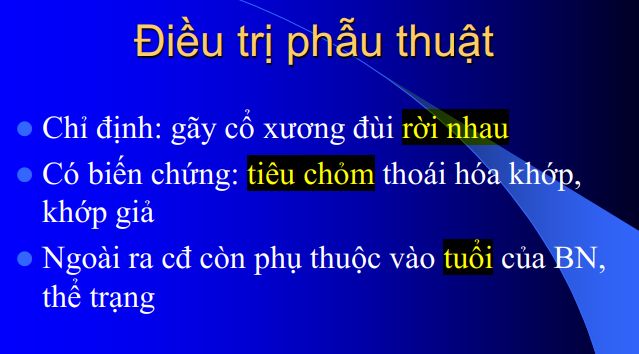 Điều trị phẫu thuật
Chỉ định: gãy cổ xương đùi rời nhau
Có biến chứng: tiêu chỏm thoái hóa khớp,
khớp giả
Ngoài ra cđ còn phụ thuộc vào tuổi của BN,
thể trạng